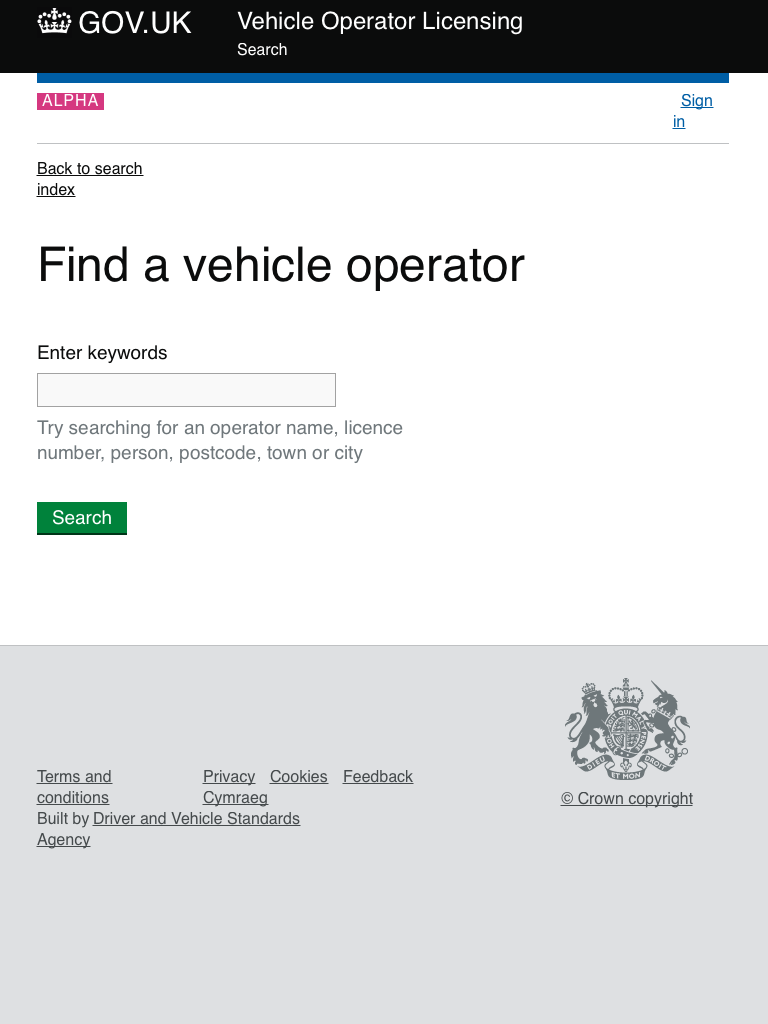 GOV.UK
Vehicle Operator Licensing
Search
ALPHA
Sign
in
Back to search
index
Find a vehicle operator
Enter keywords
Try searching for an operator name, licence
number, person, postcode, town or city
Search
Terms and
conditions
Privacy Cookies Feedback
Cymraeg
Built by Driver and Vehicle Standards
Agency
DIEU ET MON DROIT
© Crown copyright